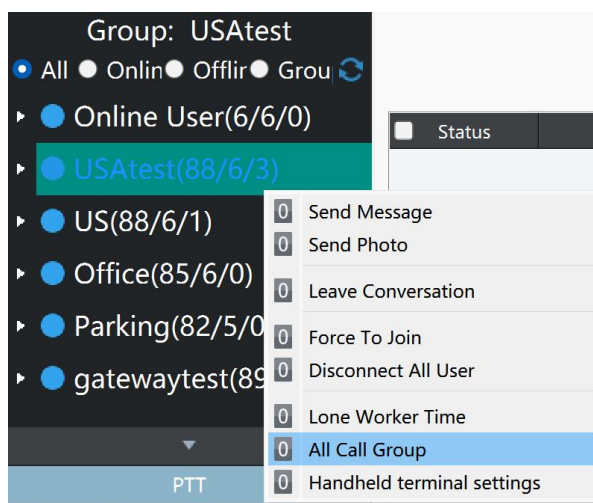 Group: USAtest
All Onlin Offlir Grou
Online User(6/6/0)
Status
USAtest(88/6/3)
US(88/6/1)
Office(85/6/0)
Parking(82/5/0
gatewaytest(89
PTT
0 Send Message
0 Send Photo
0 Leave Conversation
0 Force To Join
0 Disconnect All User
0 Lone Worker Time
0 All Call Group
0 Handheld terminal settings